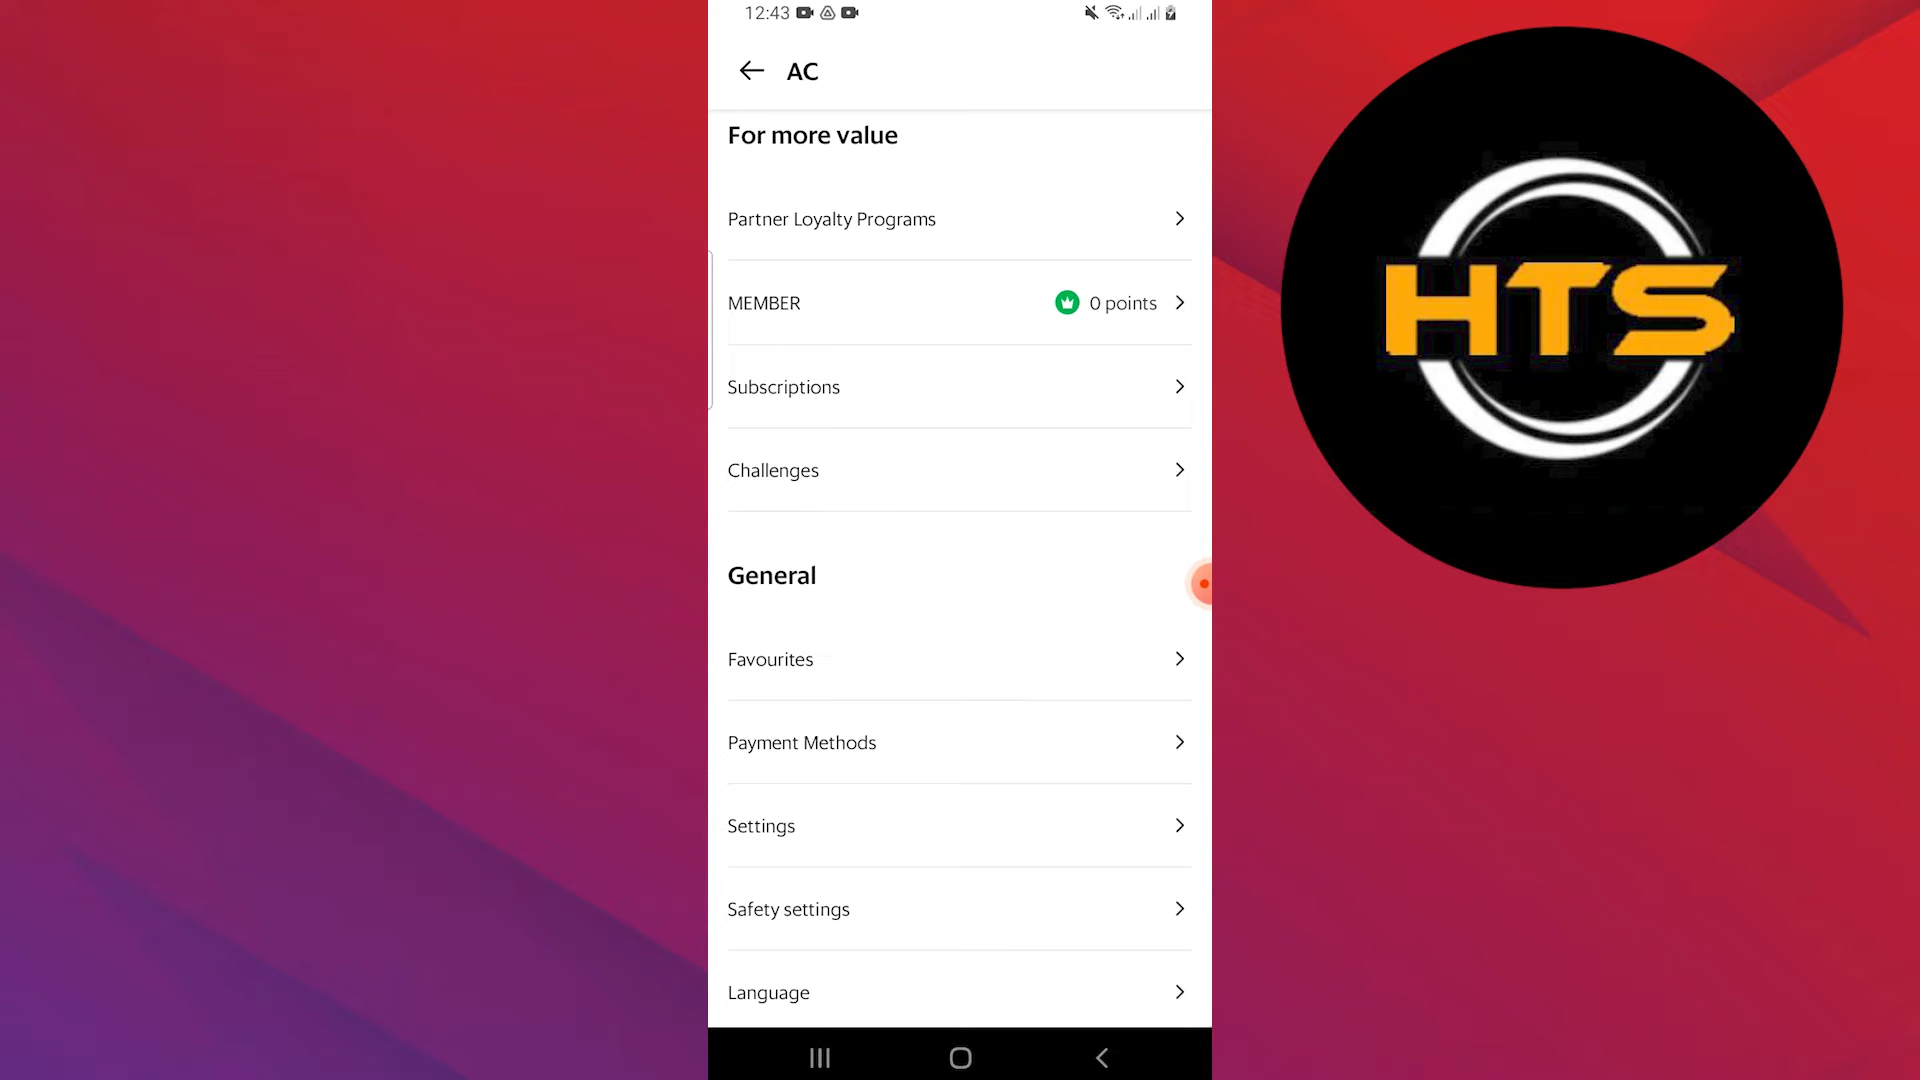 12:43
AC
For more value
Partner Loyalty Programs
MEMBER
0 points
Subscriptions
Challenges
General
Favourites
Payment Methods
Settings
Safety settings
Language
HTS